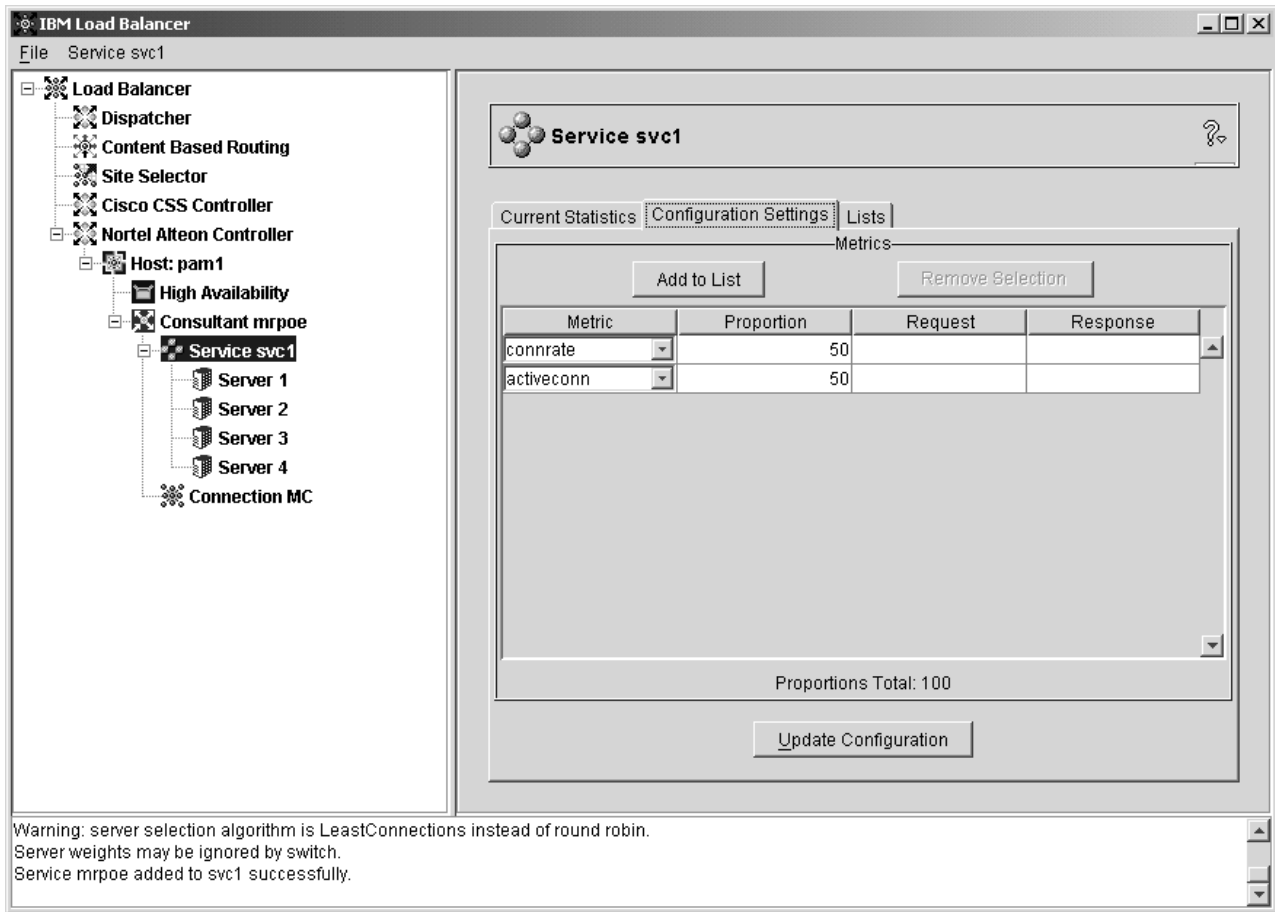 IBM Load Balancer
File Service svc1
Load Balancer
Dispatcher
Content Based Routing
Site Selector
Cisco CSS Controller
Nortel Alteon Controller
Host: pam1
High Availability
Consultant mrpoe
Service svc1
Server 1
Server 2
Server 3
Server 4
Connection MC
Service svc1
?
Current Statistics Configuration Settings Lists
Metrics
Add to List Remove Selection
Metric Proportion Request Response
connrate 50
activeconn 50
Proportions Total: 100
Update Configuration
Warning: server selection algorithm is LeastConnections instead of round robin.
Server weights may be ignored by switch.
Service mrpoe added to svc1 successfully.